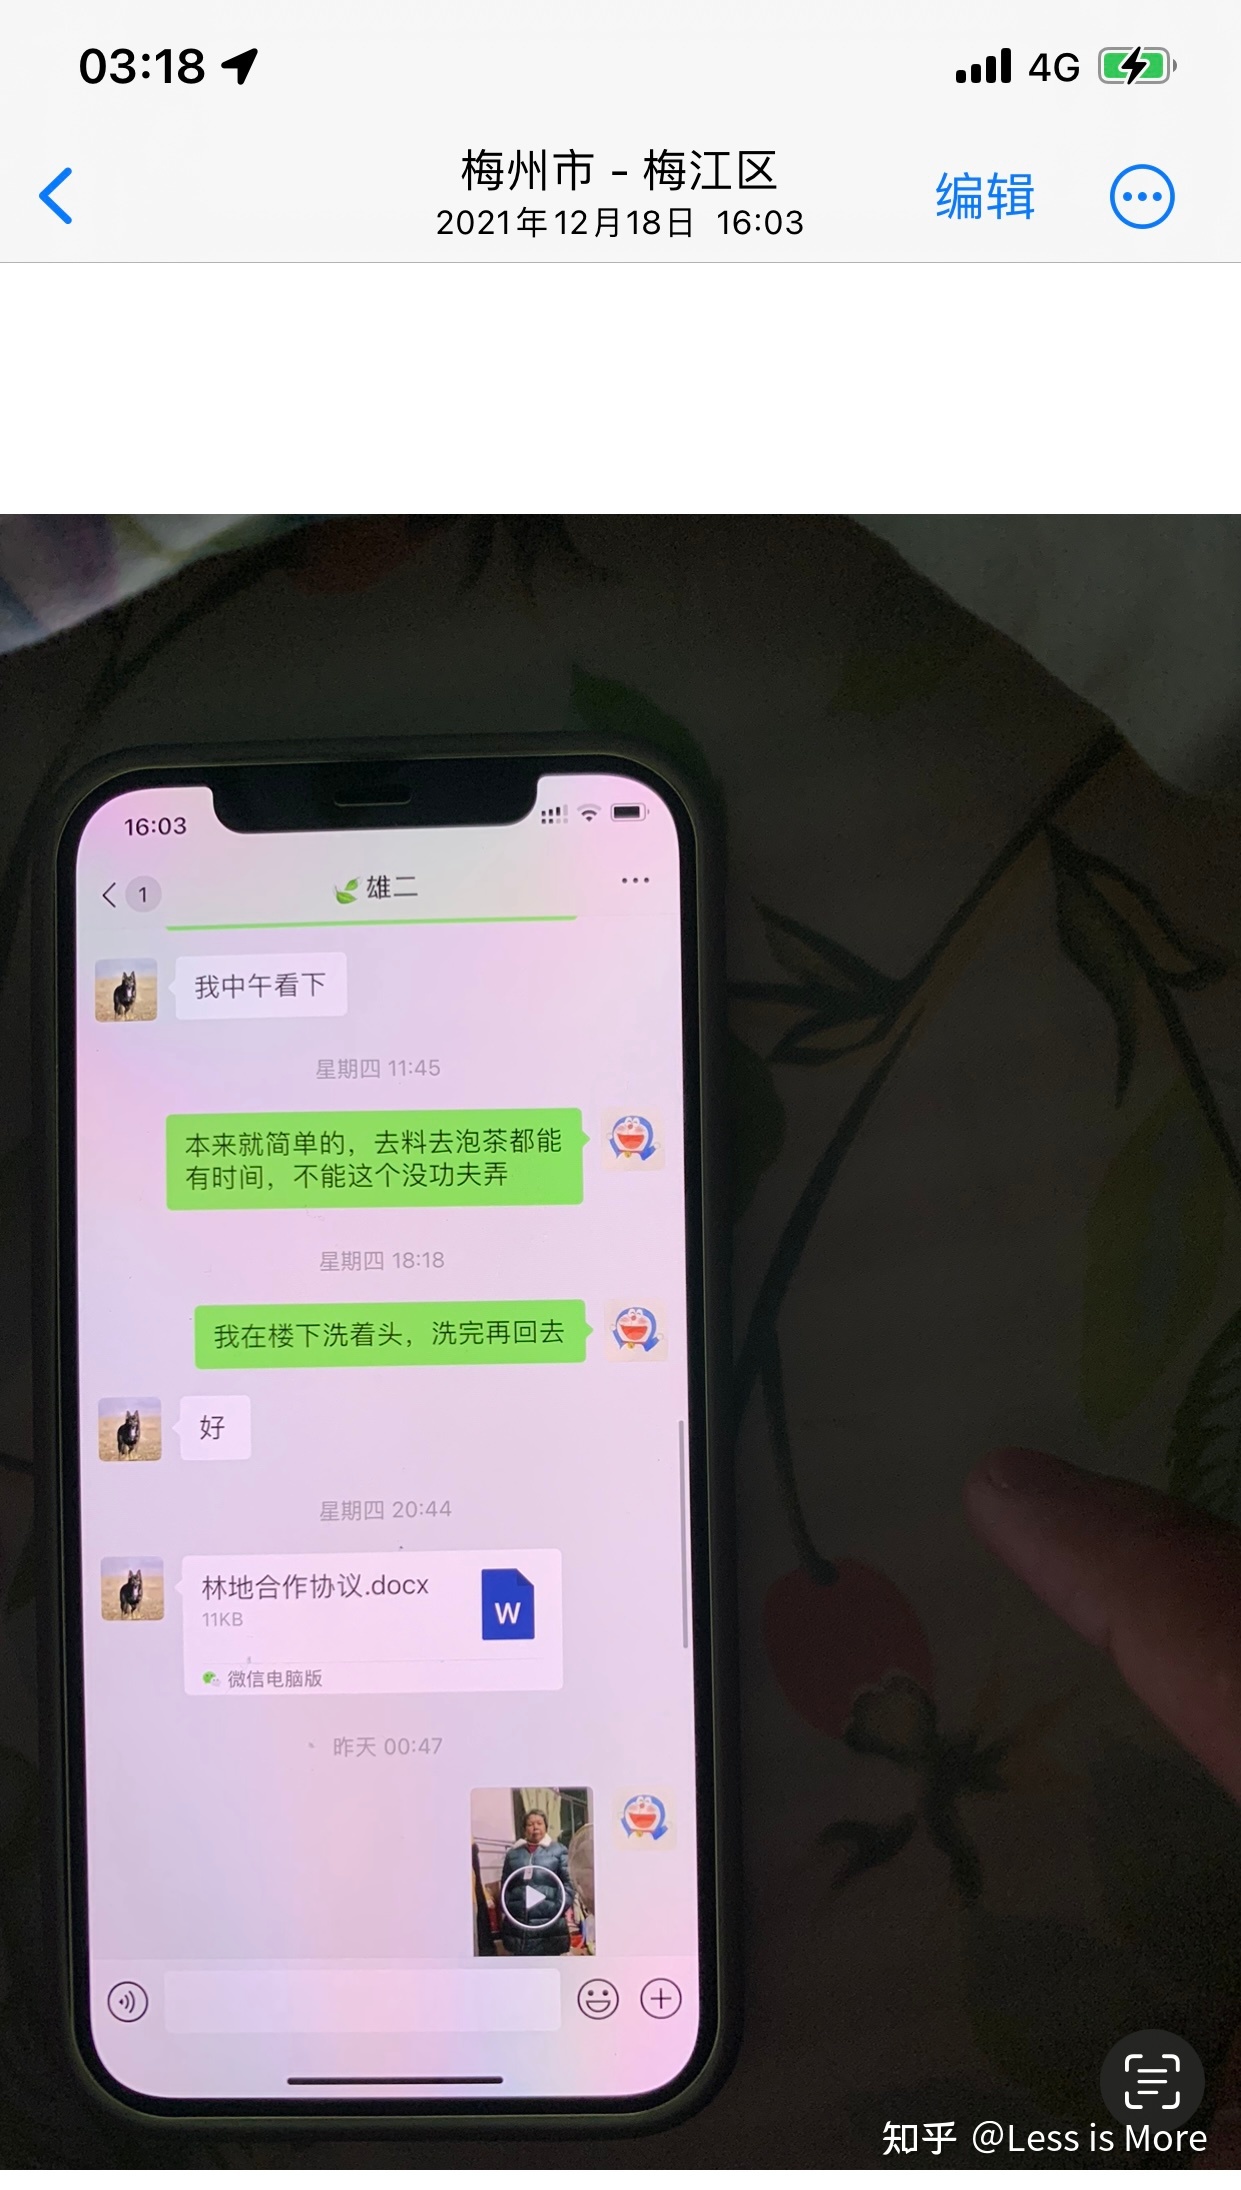 03:18
4G
梅州市 - 梅江区
2021年12月18日 16:03
编辑
16:03
1
雄二
我中午看下
星期四 11:45
本来就简单的，去料去泡茶都能
有时间，不能这个没功夫弄
星期四 18:18
我在楼下洗着头，洗完再回去
好
星期四 20:44
林地合作协议.docx
11KB
W
微信电脑版
昨天 00:47
知乎 @Less is More